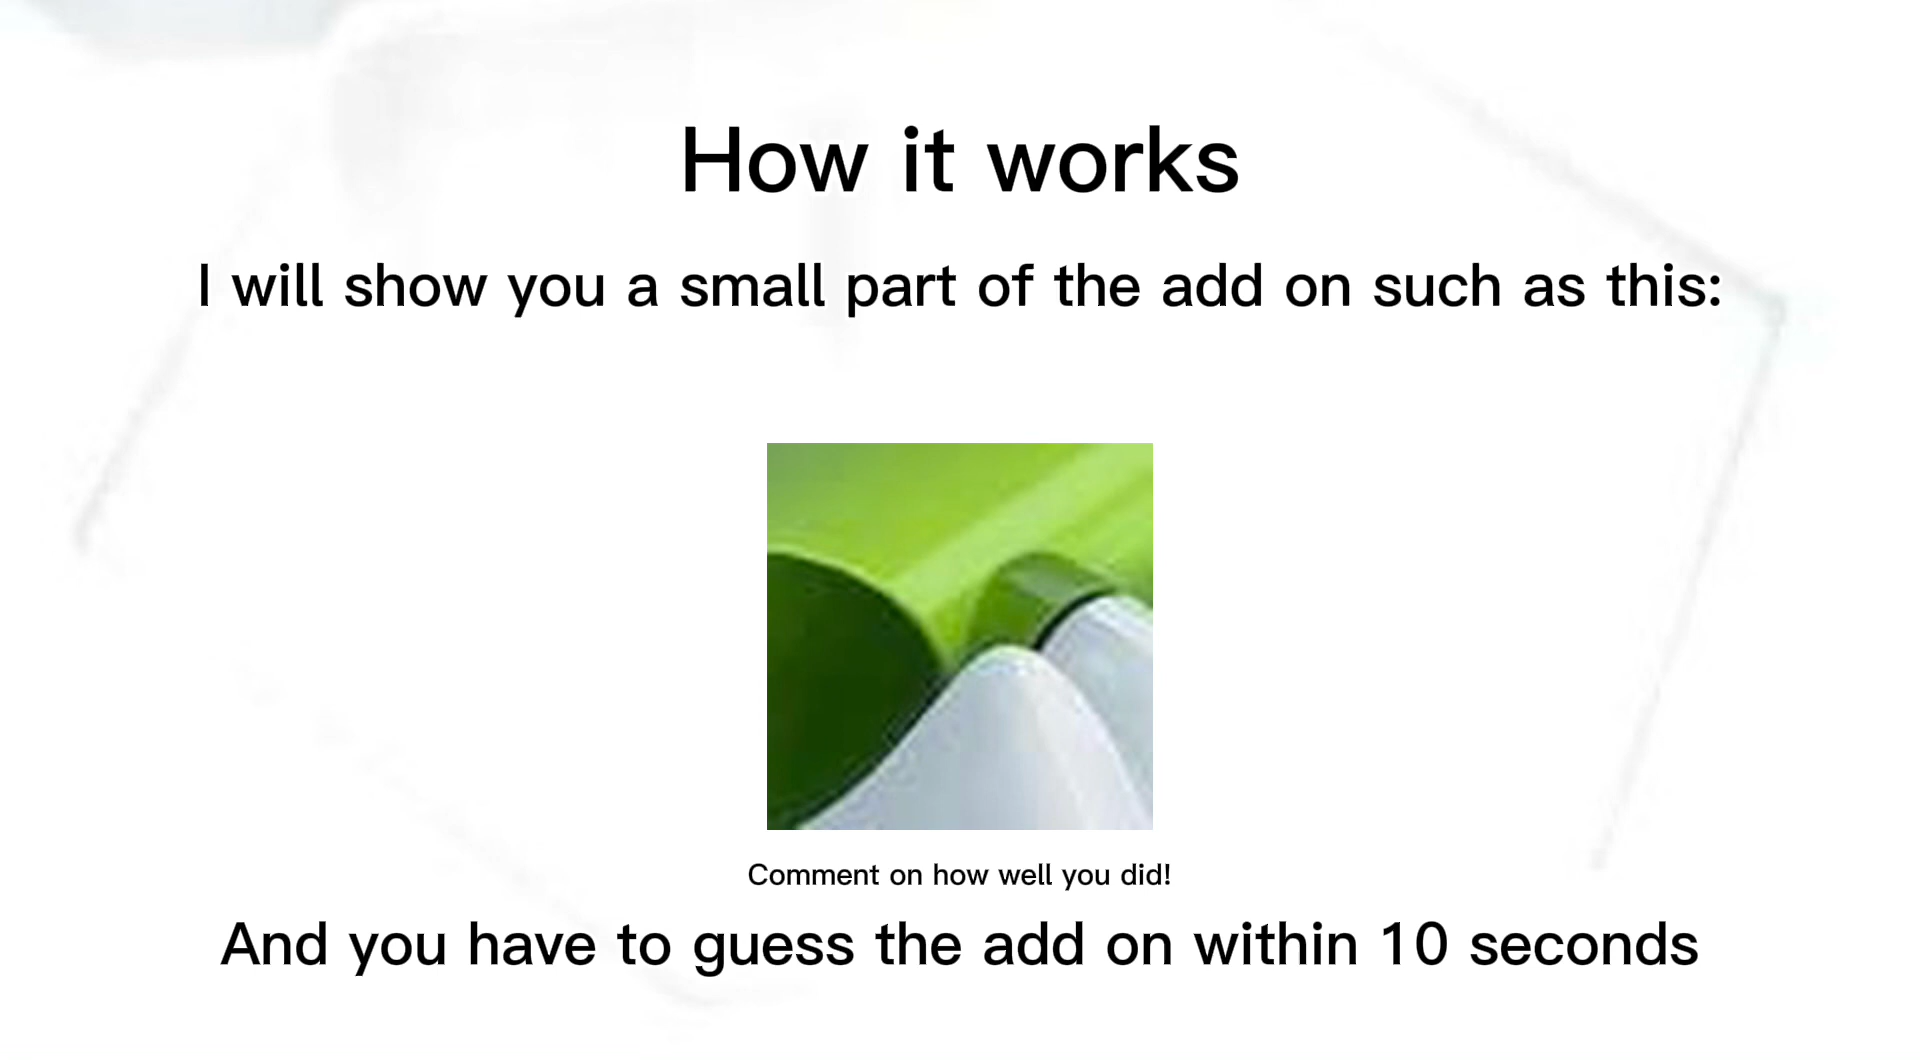 How it works
I will show you a small part of the add on such as this:
Comment on how well you did!
And you have to guess the add on within 10 seconds